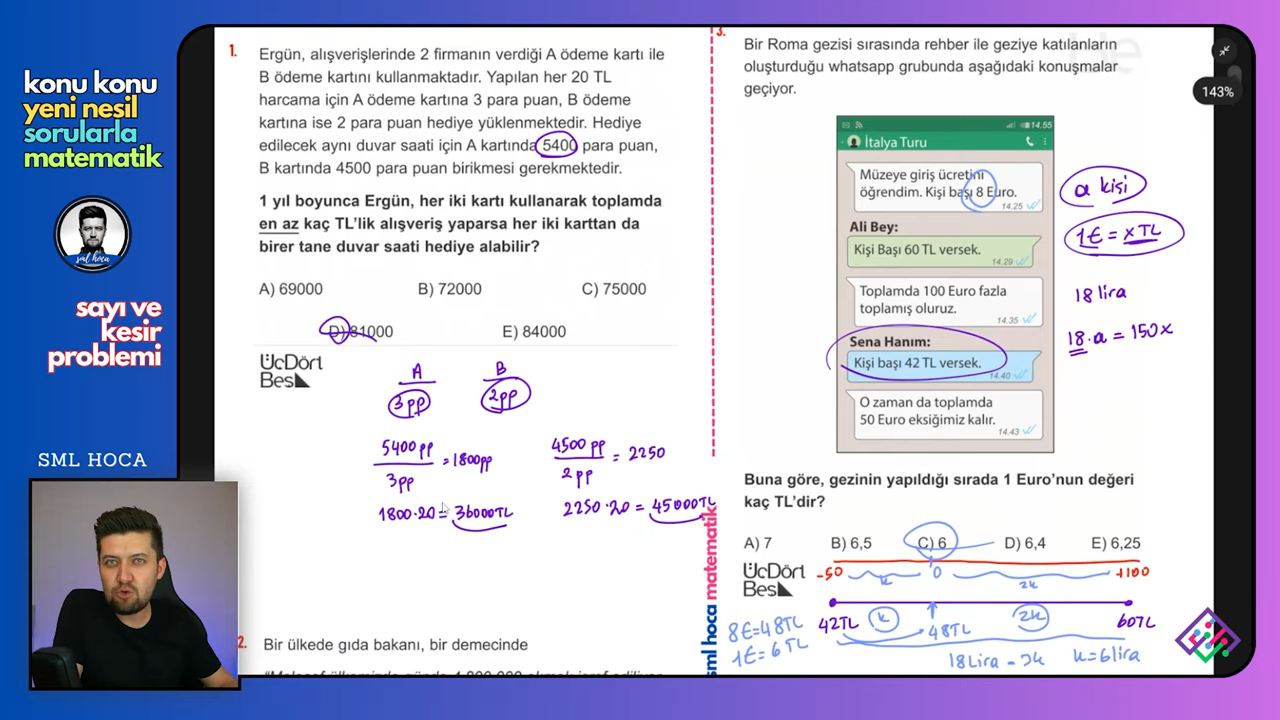 konu konu
yeni nesil
sorularla
matematik
sml hoca
sayı ve
kesir
problemi
SML HOCA
1.
Ergün, alışverişlerinde 2 firmanın verdiği A ödeme kartı ile
B ödeme kartını kullanmaktadır. Yapılan her 20 TL
harcama için A ödeme kartına 3 para puan, B ödeme
kartına ise 2 para puan hediye yüklenmektedir. Hediye
edilecek aynı duvar saati için A kartında 5400 para puan,
B kartında 4500 para puan birikmesi gerekmektedir.
1 yıl boyunca Ergün, her iki kartı kullanarak toplamda
en az kaç TL'lik alışveriş yaparsa her iki karttan da
birer tane duvar saati hediye alabilir?
A) 69000 B) 72000 C) 75000
D) 81000 E) 84000
ÜcDört
Bes
A B
3pp 2pp
5400pp / 3pp = 1800pp 4500pp / 2pp = 2250
1800·20= 36000TL 2250·20= 45000TL
2.
Bir ülkede gıda bakanı, bir demecinde
sml hoca matematik
3.
Bir Roma gezisi sırasında rehber ile geziye katılanların
oluşturduğu whatsapp grubunda aşağıdaki konuşmalar
geçiyor.
143%
14.55
İtalya Turu
Müzeye giriş ücretini
öğrendim. Kişi başı 8 Euro.
14.25
Ali Bey:
Kişi Başı 60 TL versek.
14.29
Toplamda 100 Euro fazla
toplamış oluruz.
14.35
Sena Hanım:
Kişi başı 42 TL versek.
14.40
O zaman da toplamda
50 Euro eksiğimiz kalır.
14.43
a kişi
1€ = x TL
18 lira
18·a = 150x
Buna göre, gezinin yapıldığı sırada 1 Euro'nun değeri
kaç TL'dir?
A) 7 B) 6,5 C) 6 D) 6,4 E) 6,25
ÜcDört
Bes
-50 k 0 2k +100
42TL k 48TL 2k 60TL
8€=48TL
1€=6TL
18Lira = 3k k=6lira